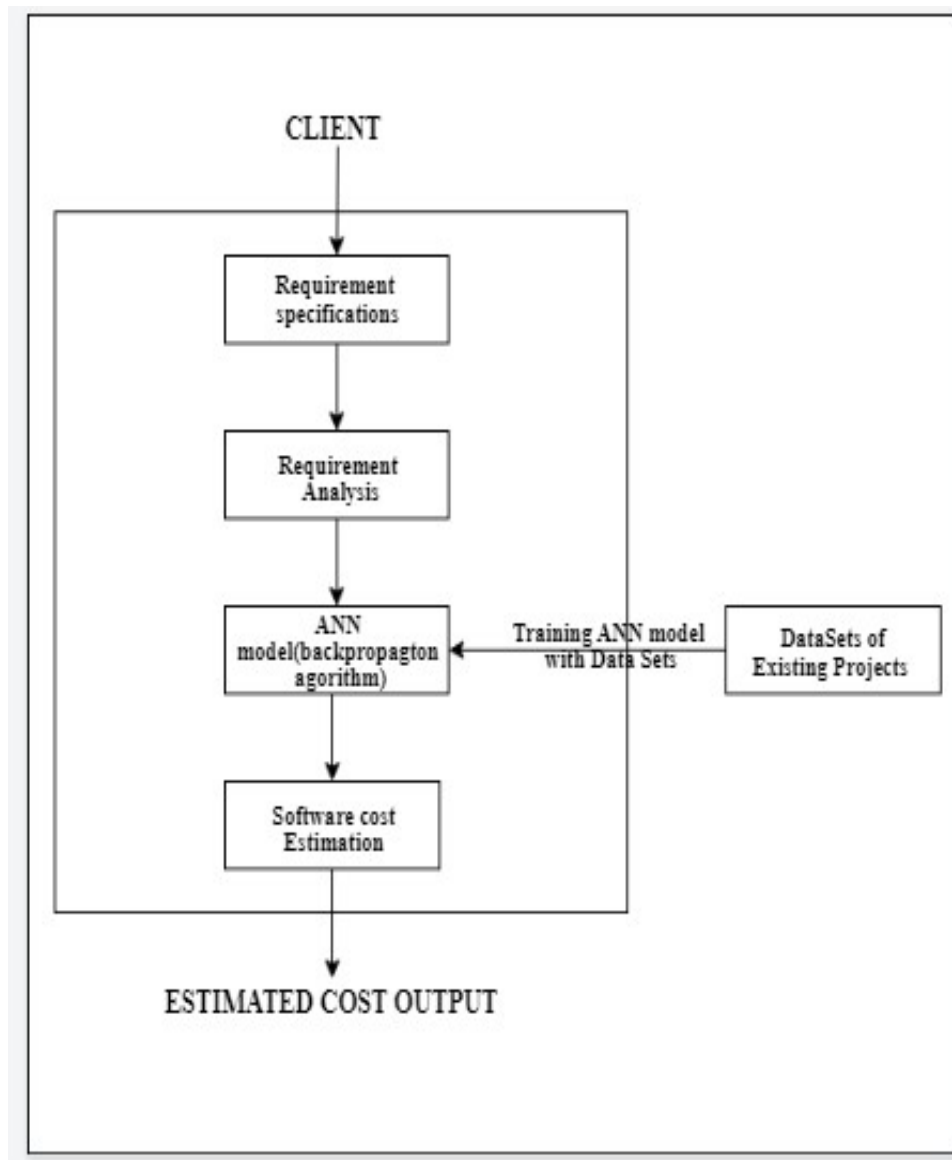 CLIENT
Requirement
specifications
Requirement
Analysis
ANN
model(backpropagton
agorithm)
Training ANN model
with Data Sets
DataSets of
Existing Projects
Software cost
Estimation
ESTIMATED COST OUTPUT